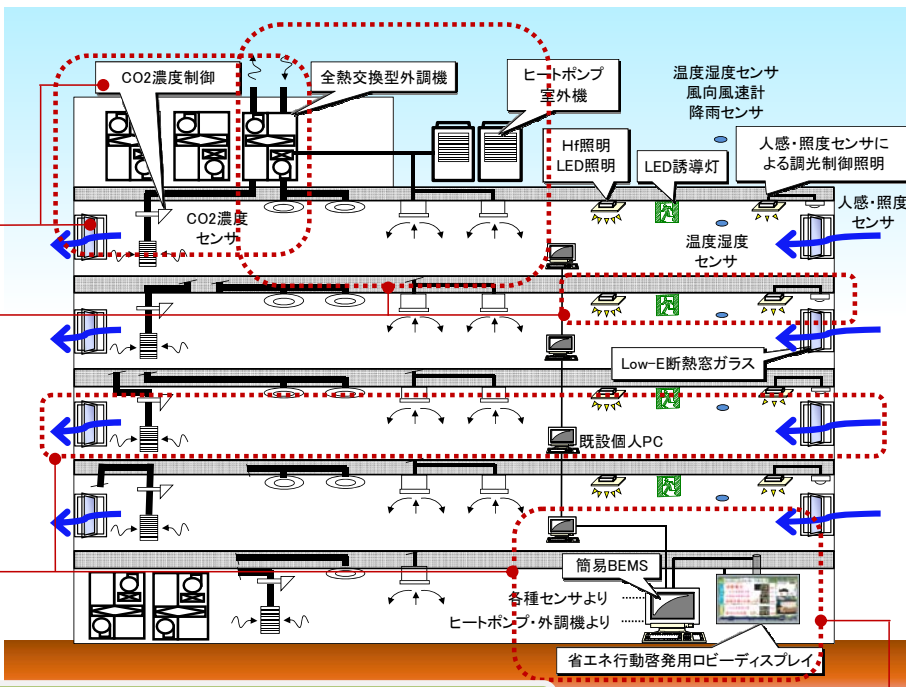 CO2濃度制御
全熱交換型外調機
ヒートポンプ
室外機
温度湿度センサ
風向風速計
降雨センサ
Hf照明
LED照明
LED誘導灯
人感・照度センサに
よる調光制御照明
CO2濃度
センサ
温度湿度
センサ
人感・照度
センサ
Low-E断熱窓ガラス
既設個人PC
簡易BEMS
各種センサより
ヒートポンプ・外調機より
省エネ行動啓発用ロビーディスプレイ